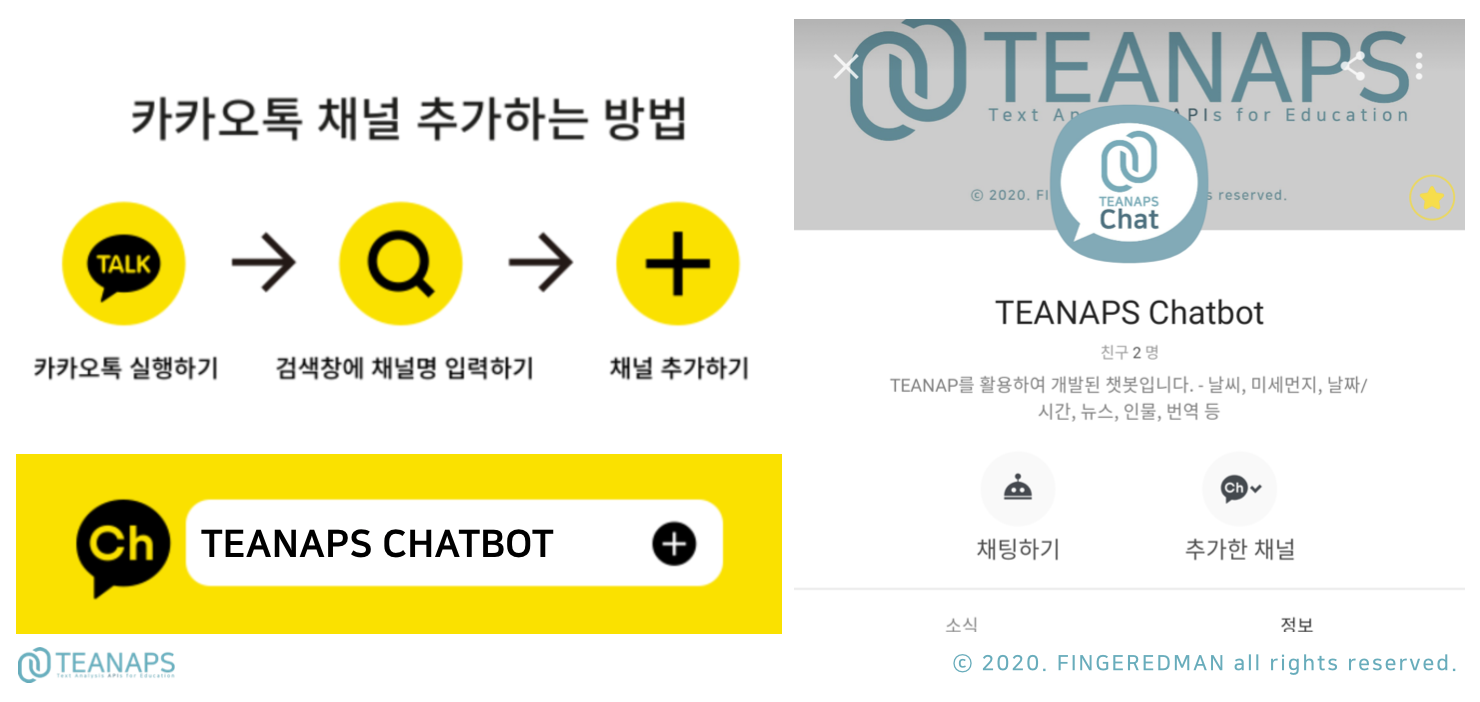 카카오톡 채널 추가하는 방법
TALK
카카오톡 실행하기
검색창에 채널명 입력하기
채널 추가하기
Ch
TEANAPS CHATBOT
TEANAPS
Text Analysis APIs for Education
TEANAPS
Text An APIs for Education
© 2020. FI s reserved.
TEANAPS
Chat
TEANAPS Chatbot
친구 2 명
TEANAP를 활용하여 개발된 챗봇입니다. - 날씨, 미세먼지, 날짜/
시간, 뉴스, 인물, 번역 등
Ch
채팅하기
추가한 채널
소식
정보
© 2020. FINGEREDMAN all rights reserved.